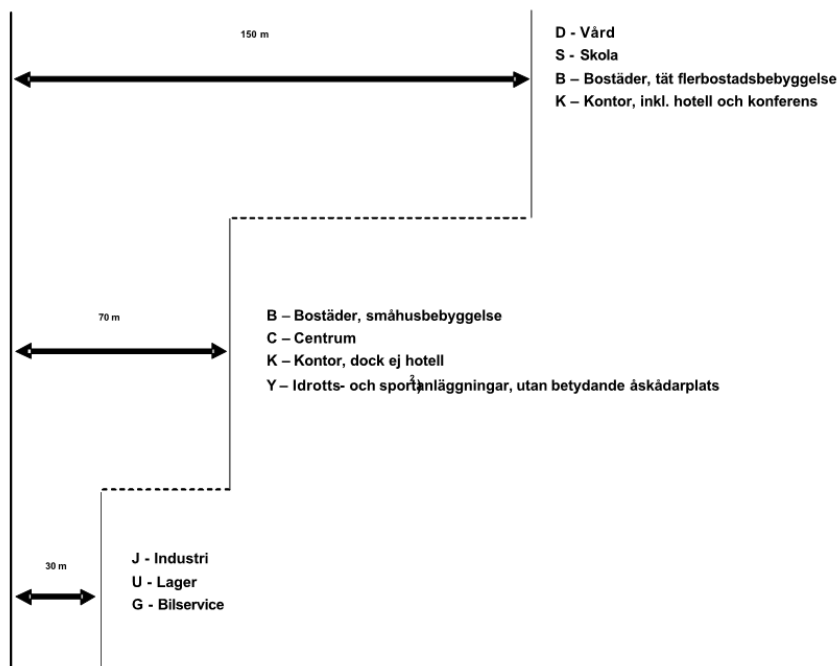 150 m
D - Vård
S - Skola
B – Bostäder, tät flerbostadsbebyggelse
K – Kontor, inkl. hotell och konferens
70 m
B – Bostäder, småhusbebyggelse
C – Centrum
K – Kontor, dock ej hotell
2)
Y – Idrotts- och sportanläggningar, utan betydande åskådarplats
30 m
J - Industri
U - Lager
G - Bilservice